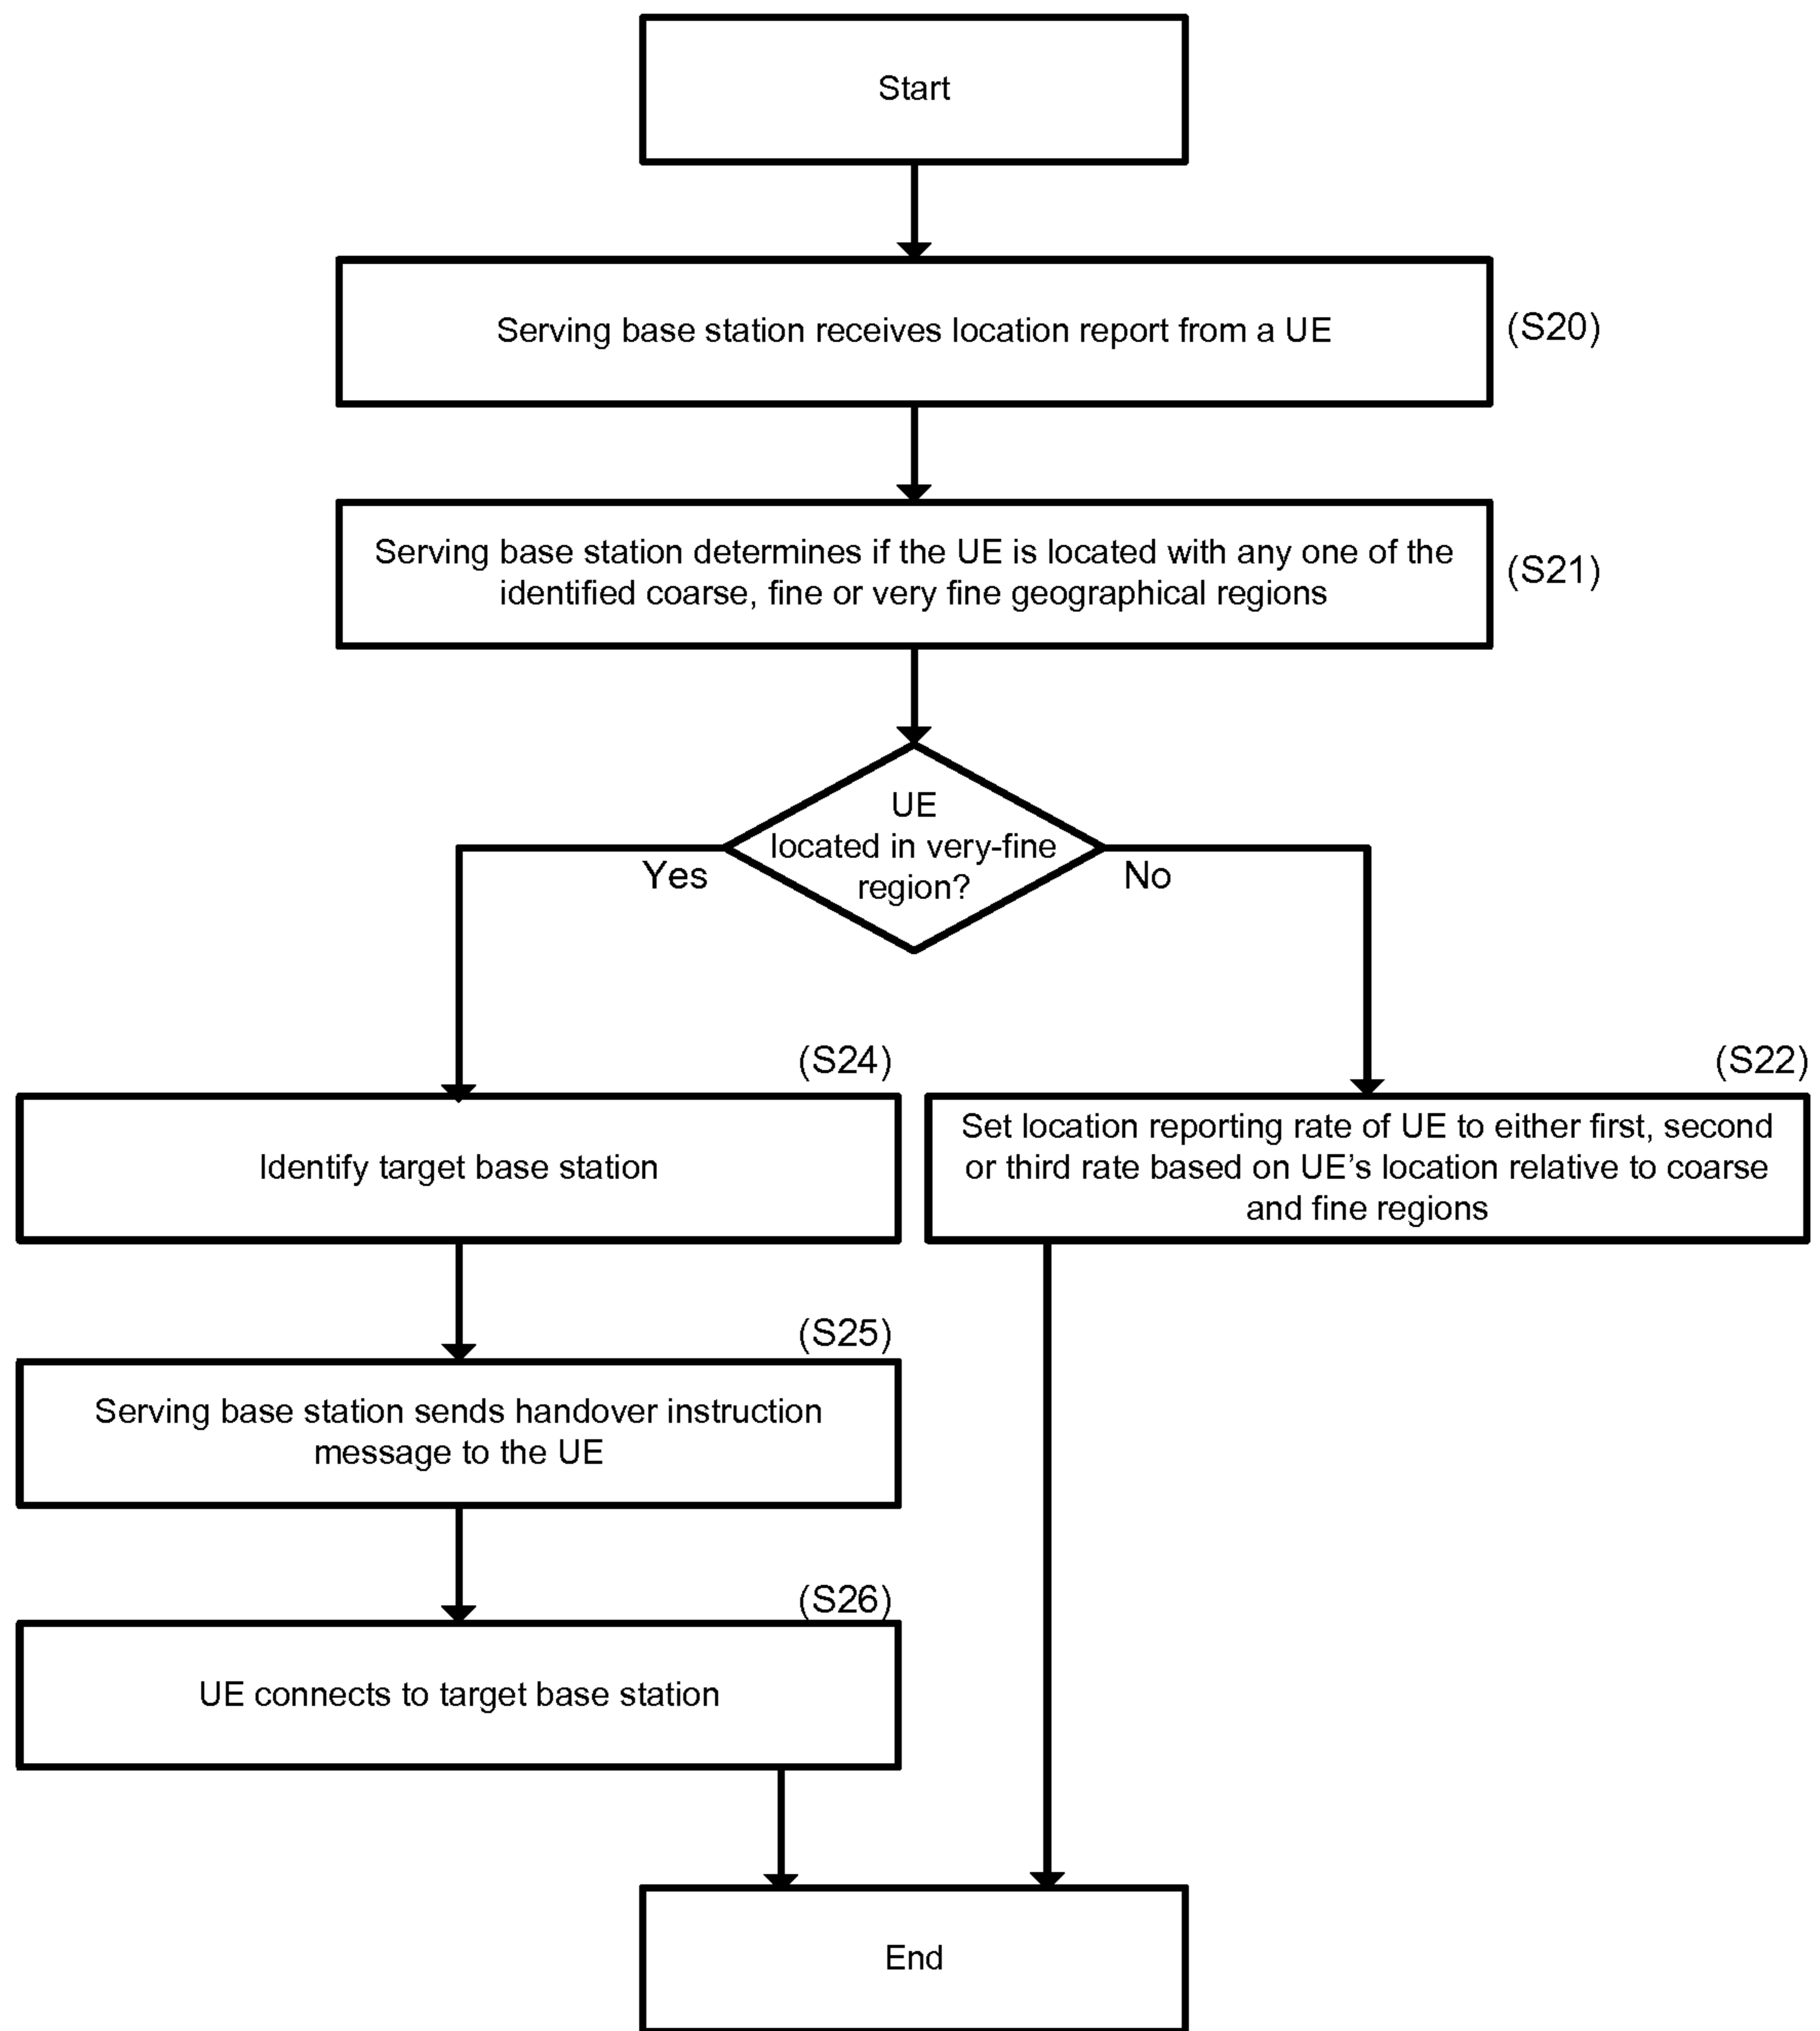 Start
Serving base station receives location report from a UE
(S20)
Serving base station determines if the UE is located with any one of the
identified coarse, fine or very fine geographical regions
(S21)
UE
located in very-fine
region?
Yes
No
(S24)
Identify target base station
(S22)
Set location reporting rate of UE to either first, second
or third rate based on UE's location relative to coarse
and fine regions
(S25)
Serving base station sends handover instruction
message to the UE
(S26)
UE connects to target base station
End